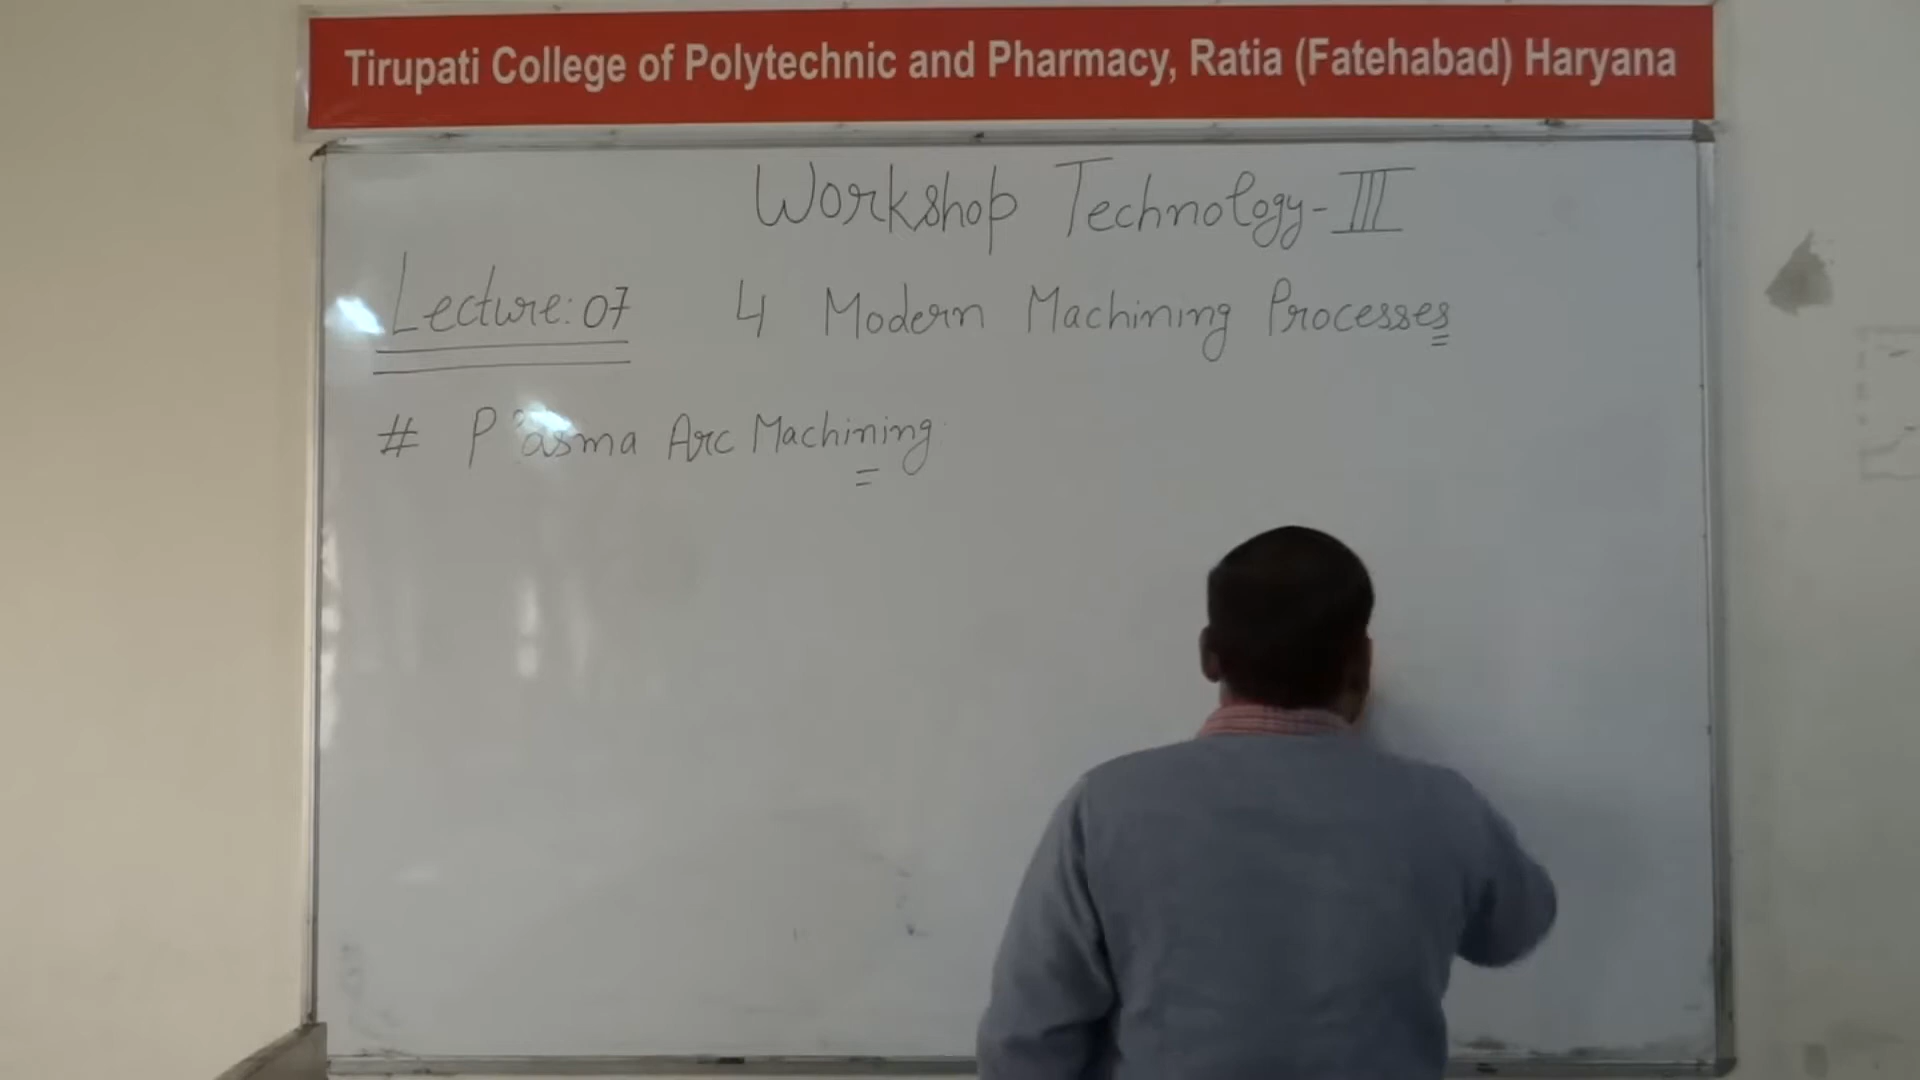 Tirupati College of Polytechnic and Pharmacy, Ratia (Fatehabad) Haryana
Workshop Technology-III
Lecture: 07 4 Modern Machining Processes
# Plasma Arc Machining